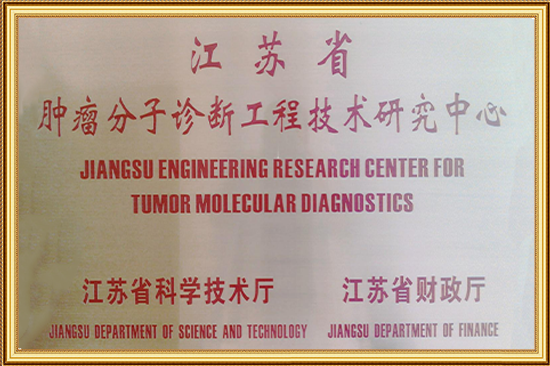 江苏省
肿瘤分子诊断工程技术研究中心
JIANGSU ENGINEERING RESEARCH CENTER FOR
TUMOR MOLECULAR DIAGNOSTICS
江苏省科学技术厅 江苏省财政厅
JIANGSU DEPARTMENT OF SCIENCE AND TECHNOLOGY JIANGSU DEPARTMENT OF FINANCE